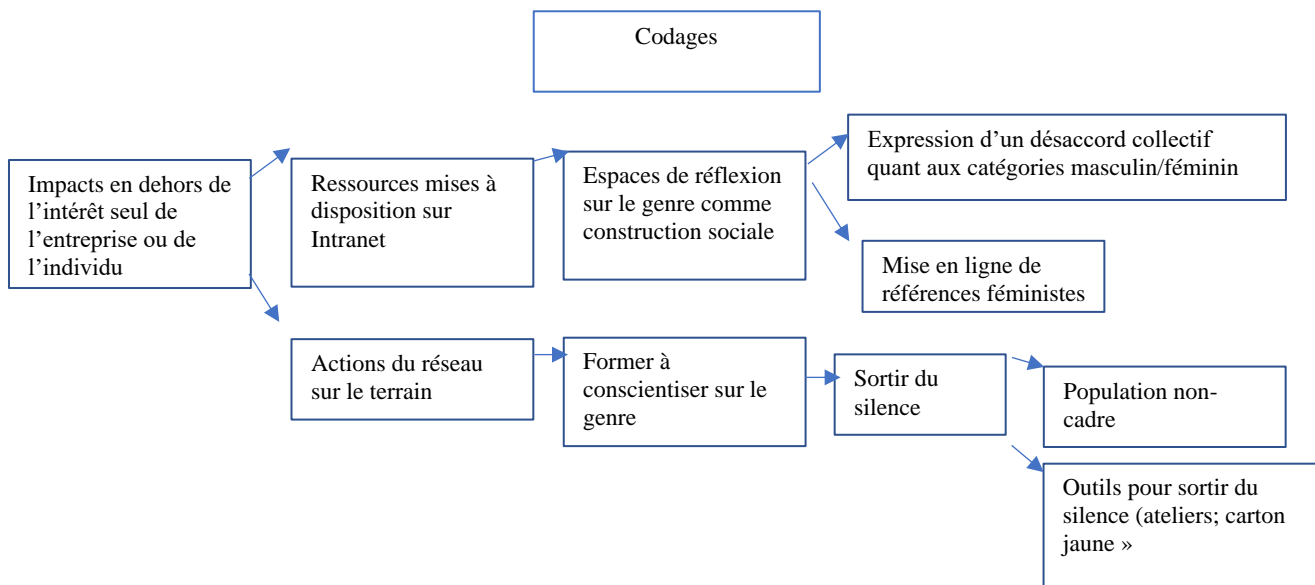 Codages
Impacts en dehors de
l’intérêt seul de
l’entreprise ou de
l’individu
Ressources mises à
disposition sur
Intranet
Espaces de réflexion
sur le genre comme
construction sociale
Expression d’un désaccord collectif
quant aux catégories masculin/féminin
Mise en ligne de
références féministes
Actions du réseau
sur le terrain
Former à
conscientiser sur le
genre
Sortir du
silence
Population non-
cadre
Outils pour sortir du
silence (ateliers; carton
jaune »